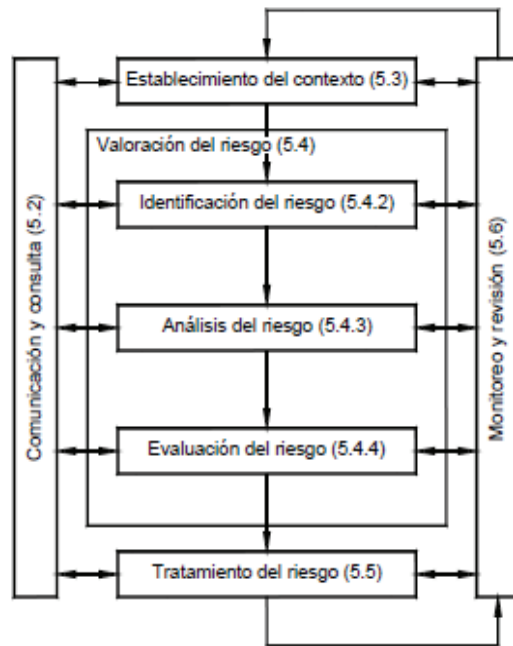 Establecimiento del contexto (5.3)
Valoración del riesgo (5.4)
Identificación del riesgo (5.4.2)
Análisis del riesgo (5.4.3)
Evaluación del riesgo (5.4.4)
Tratamiento del riesgo (5.5)
Comunicación y consulta (5.2)
Monitoreo y revisión (5.6)